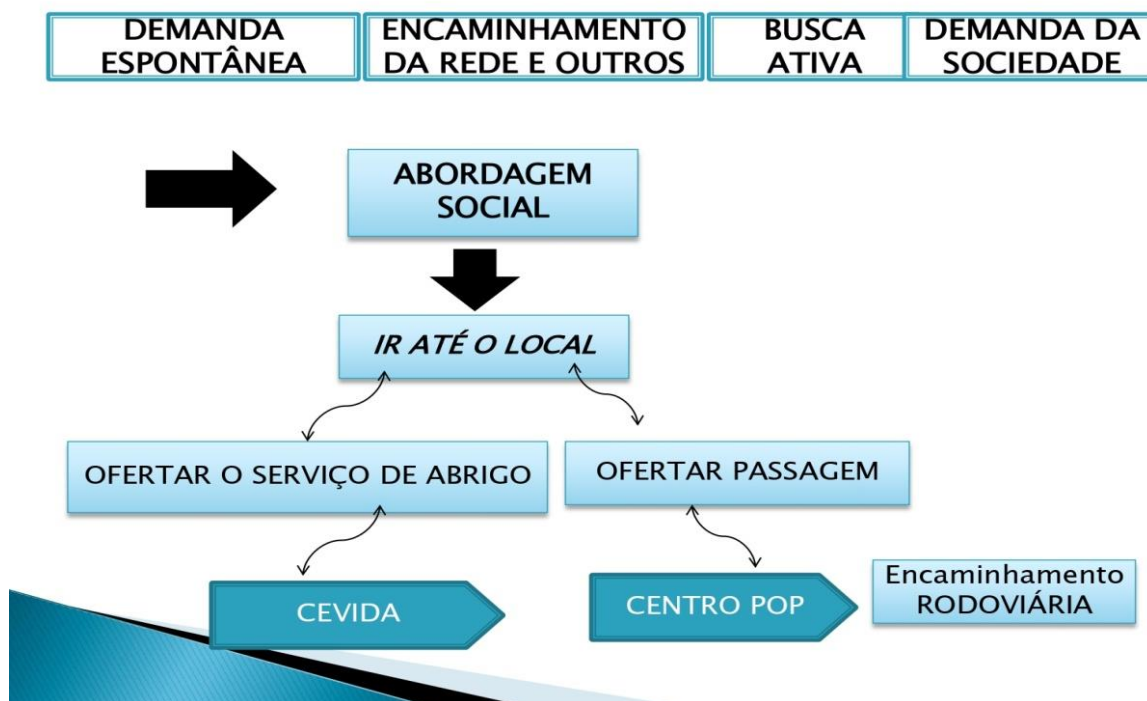 DEMANDA
ESPONTÂNEA
ENCAMINHAMENTO
DA REDE E OUTROS
BUSCA
ATIVA
DEMANDA DA
SOCIEDADE
ABORDAGEM
SOCIAL
IR ATÉ O LOCAL
OFERTAR O SERVIÇO DE ABRIGO
OFERTAR PASSAGEM
CEVIDA
CENTRO POP
Encaminhamento
RODOVIÁRIA